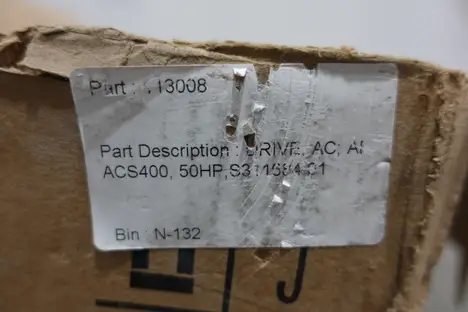 Part : 13008
Part Description : DRIVE, AC, A
ACS400, 50HP,
Bin : N-132
J